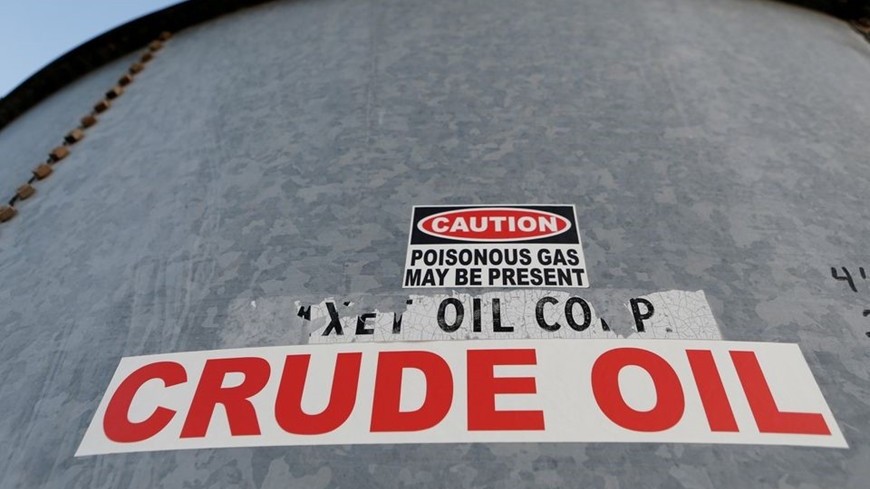 CAUTION
POISONOUS GAS
MAY BE PRESENT
OIL
CRUDE OIL